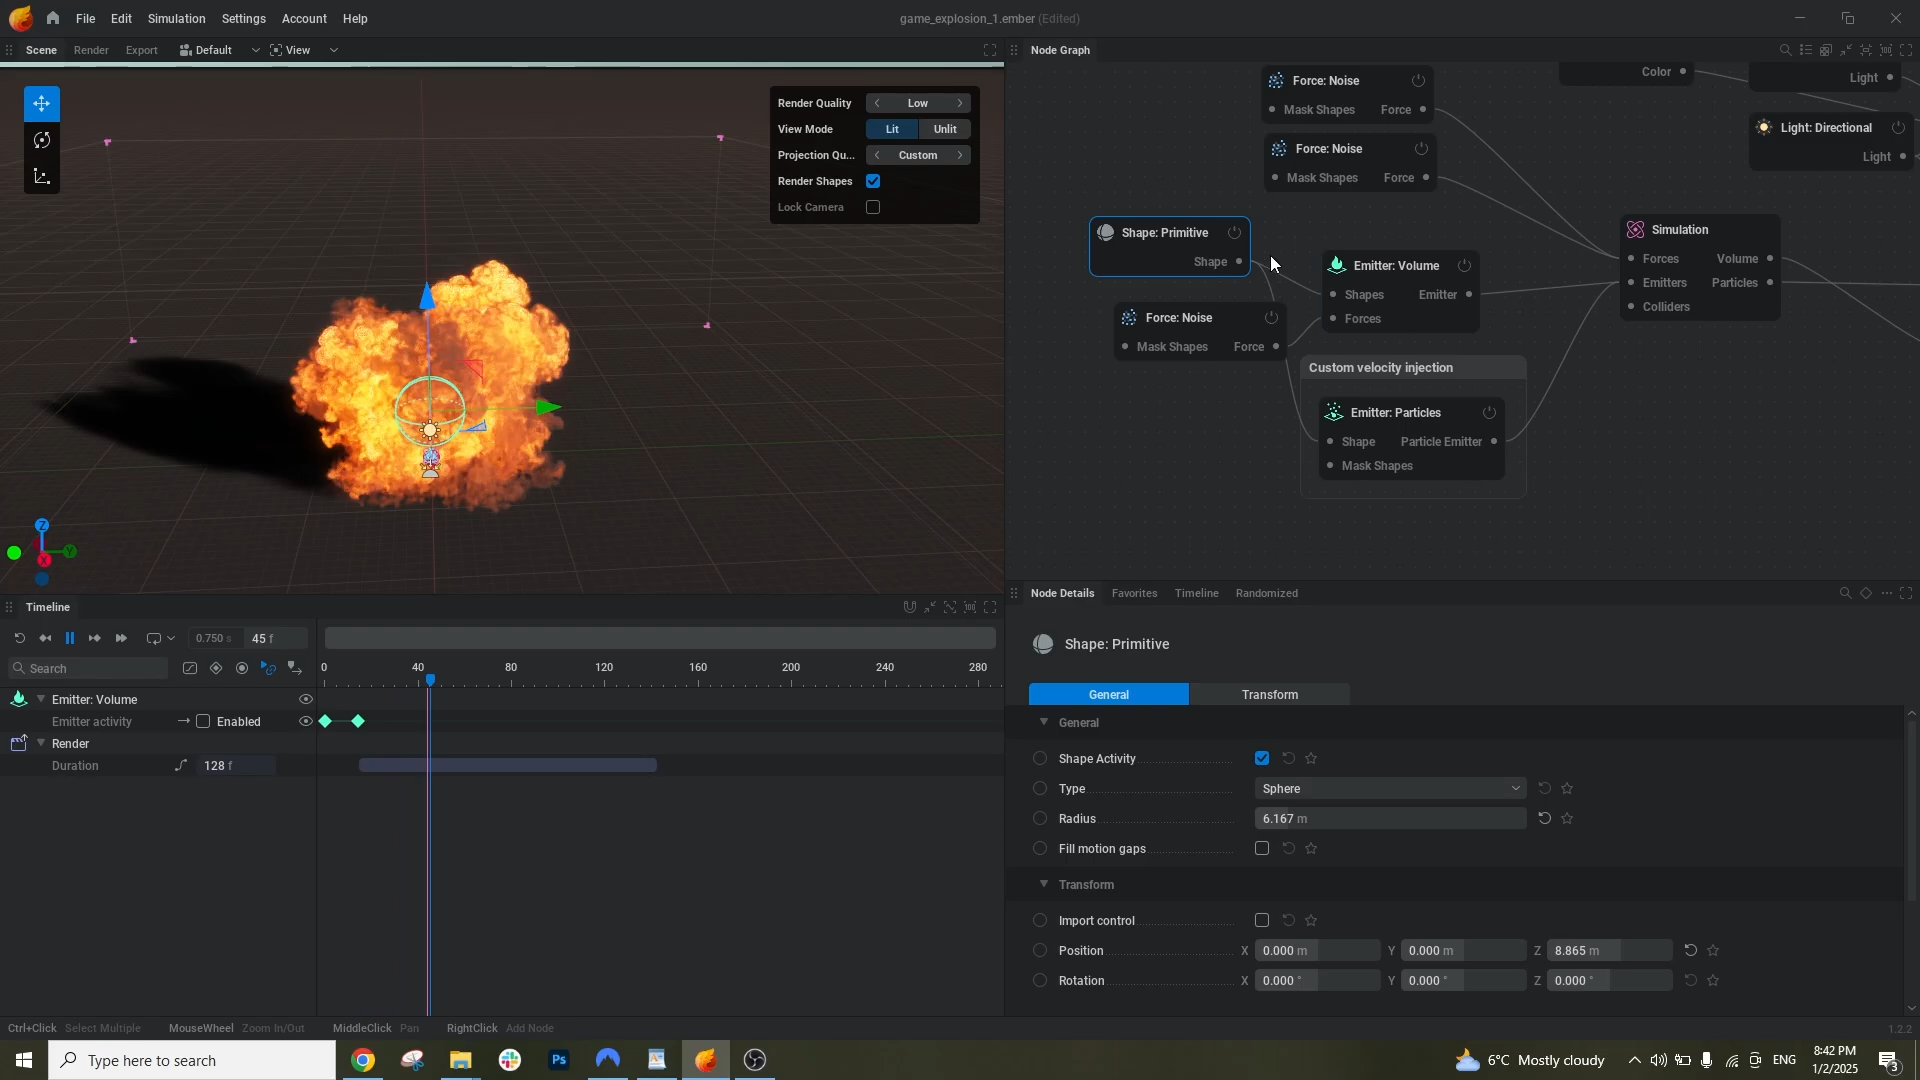 File Edit Simulation Settings Account Help
game_explosion_1.ember (Edited)
Scene Render Export Default View
Node Graph
Render Quality Low
View Mode Lit Unlit
Projection Qu... Custom
Render Shapes
Lock Camera
Force: Noise
Mask Shapes Force
Force: Noise
Mask Shapes Force
Color
Light
Light: Directional
Light
Shape: Primitive
Shape
Force: Noise
Mask Shapes Force
Emitter: Volume
Shapes Emitter
Forces
Custom velocity injection
Emitter: Particles
Shape Particle Emitter
Mask Shapes
Simulation
Forces Volume
Emitters Particles
Colliders
Z
Y
X
Timeline
0.750 s 45 f
Search
0 40 80 120 160 200 240 280
Emitter: Volume
Emitter activity Enabled
Render
Duration 128 f
Node Details Favorites Timeline Randomized
Shape: Primitive
General Transform
General
Shape Activity
Type Sphere
Radius 6.167 m
Fill motion gaps
Transform
Import control
Position X 0.000 m Y 0.000 m Z 8.865 m
Rotation X 0.000 ° Y 0.000 ° Z 0.000 °
Ctrl+Click Select Multiple MouseWheel Zoom In/Out MiddleClick Pan RightClick Add Node
1.2.2
Type here to search
Ps
6°C Mostly cloudy
ENG
8:42 PM
1/2/2025
3